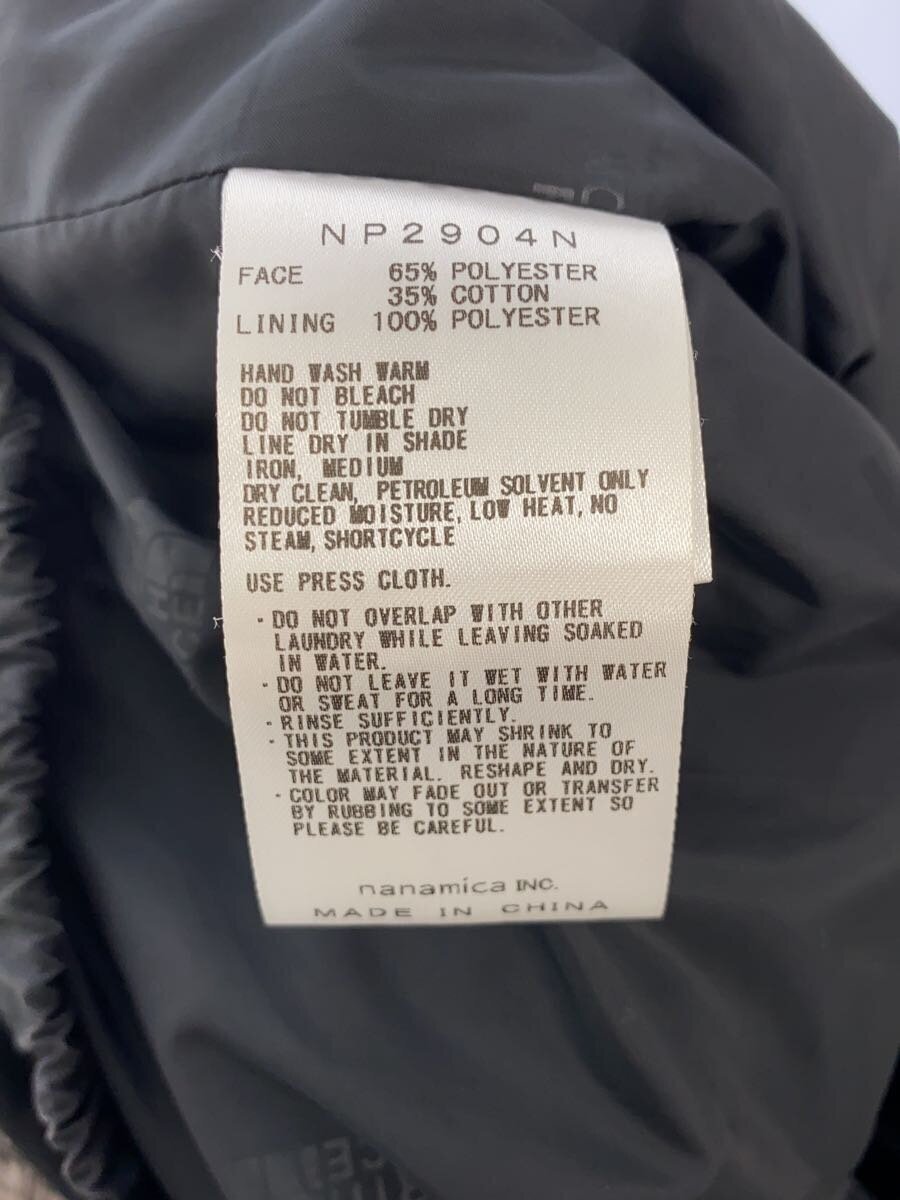 NP2904N
FACE 65% POLYESTER
35% COTTON
LINING 100% POLYESTER
HAND WASH WARM
DO NOT BLEACH
DO NOT TUMBLE DRY
LINE DRY IN SHADE
IRON, MEDIUM
DRY CLEAN, PETROLEUM SOLVENT ONLY
REDUCED MOISTURE, LOW HEAT, NO
STEAM, SHORTCYCLE
USE PRESS CLOTH.
・DO NOT OVERLAP WITH OTHER
LAUNDRY WHILE LEAVING SOAKED
IN WATER.
・DO NOT LEAVE IT WET WITH WATER
OR SWEAT FOR A LONG TIME.
・RINSE SUFFICIENTLY.
・THIS PRODUCT MAY SHRINK TO
SOME EXTENT IN THE NATURE OF
THE MATERIAL. RESHAPE AND DRY.
・COLOR MAY FADE OUT OR TRANSFER
BY RUBBING TO SOME EXTENT SO
PLEASE BE CAREFUL.
nanamica INC.
MADE IN CHINA